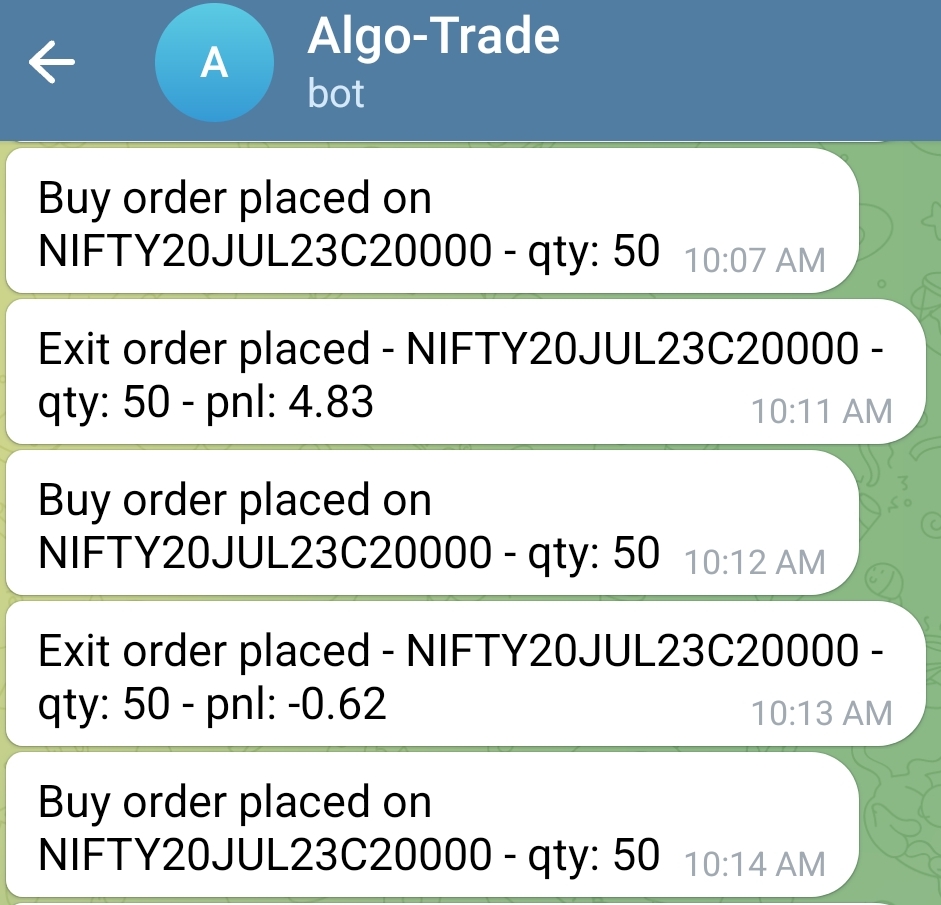 A
Algo-Trade
bot
Buy order placed on
NIFTY20JUL23C20000 - qty: 50 10:07 AM
Exit order placed - NIFTY20JUL23C20000 -
qty: 50 - pnl: 4.83 10:11 AM
Buy order placed on
NIFTY20JUL23C20000 - qty: 50 10:12 AM
Exit order placed - NIFTY20JUL23C20000 -
qty: 50 - pnl: -0.62 10:13 AM
Buy order placed on
NIFTY20JUL23C20000 - qty: 50 10:14 AM